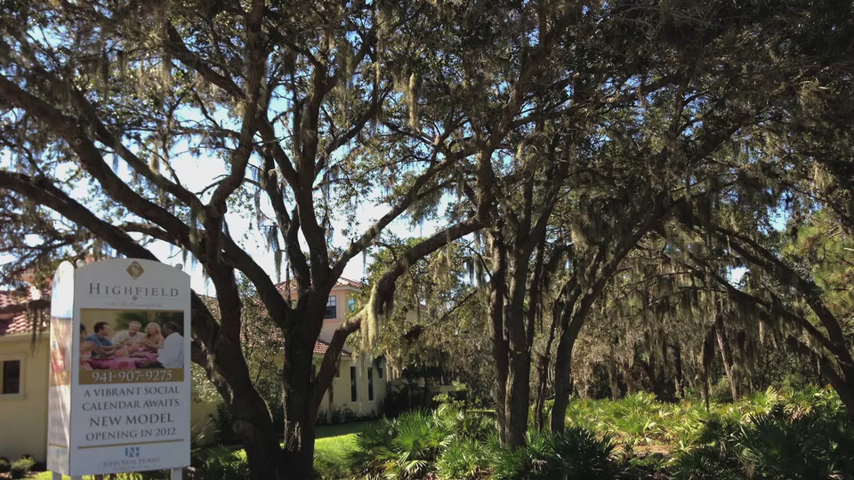 HIGHFIELD
941-907-9275
A VIBRANT SOCIAL
CALENDAR AWAITS
NEW MODEL
OPENING IN 2012